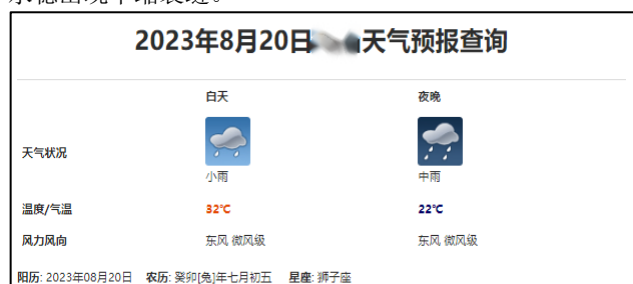 2023年8月20日 天气预报查询
白天 夜晚
天气状况
小雨 中雨
温度/气温 32℃ 22℃
风力风向 东风 微风级 东风 微风级
阳历: 2023年08月20日 农历: 癸卯[兔]年七月初五 星座: 狮子座